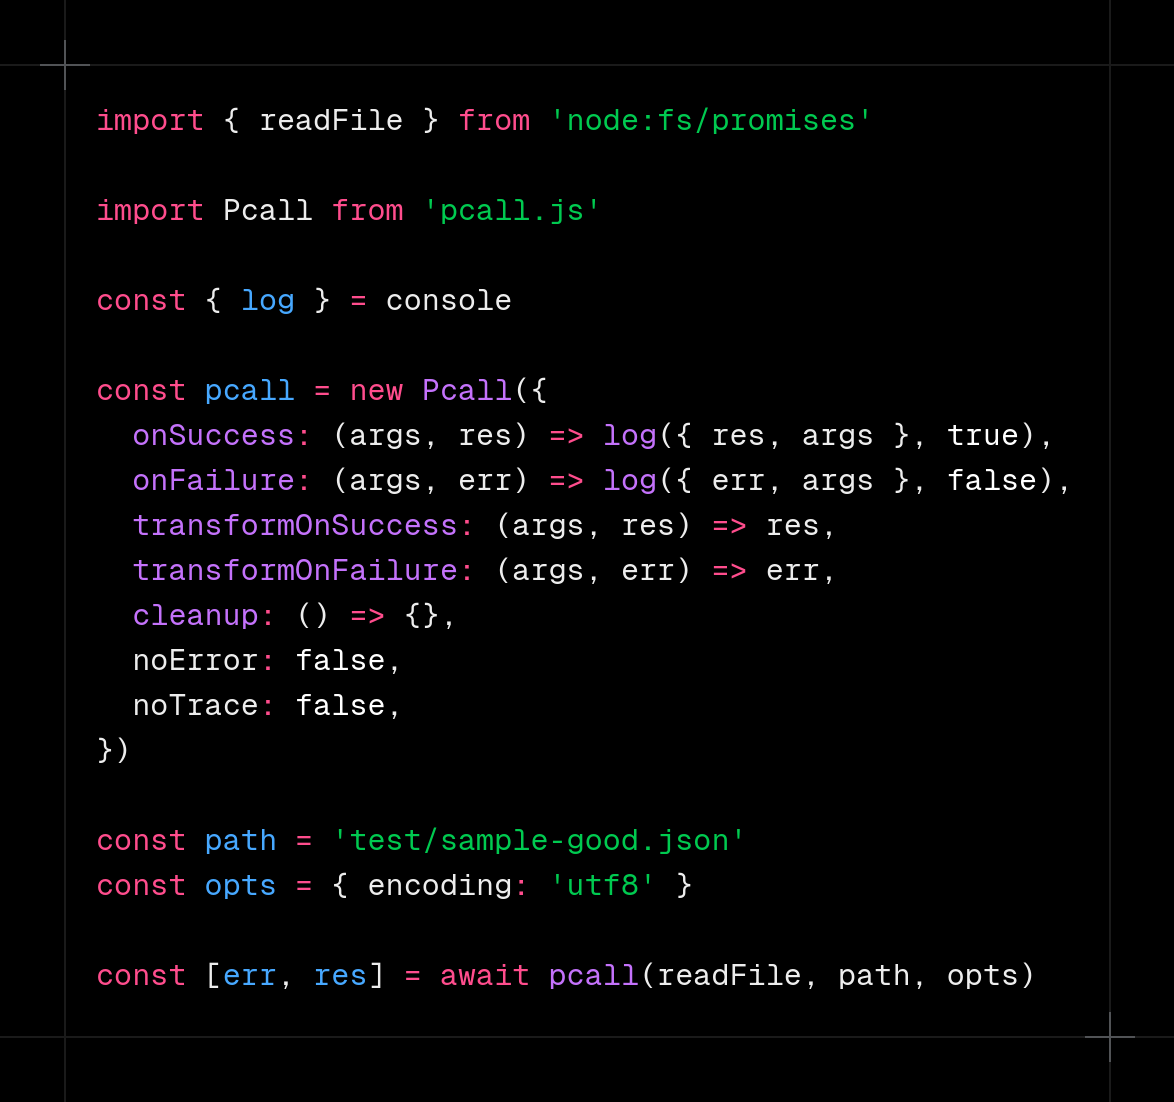 import { readFile } from 'node:fs/promises'
import Pcall from 'pcall.js'
const { log } = console
const pcall = new Pcall({
  onSuccess: (args, res) => log({ res, args }, true),
  onFailure: (args, err) => log({ err, args }, false),
  transformOnSuccess: (args, res) => res,
  transformOnFailure: (args, err) => err,
  cleanup: () => {},
  noError: false,
  noTrace: false,
})
const path = 'test/sample-good.json'
const opts = { encoding: 'utf8' }
const [err, res] = await pcall(readFile, path, opts)